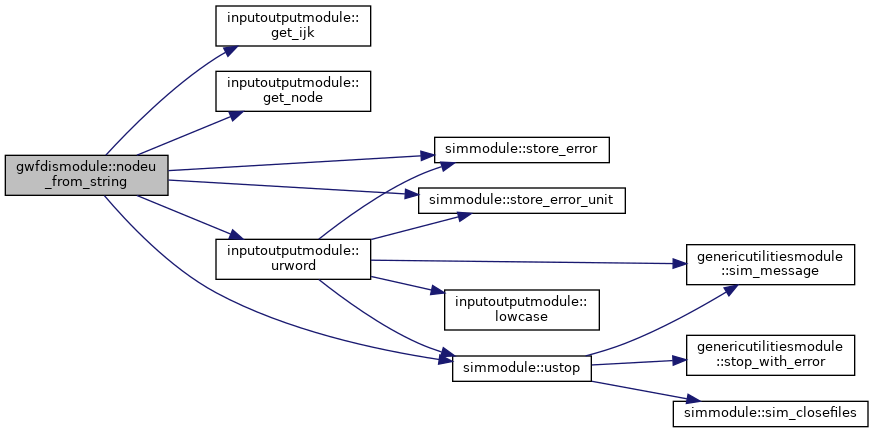 inputoutputmodule::
get_ijk
inputoutputmodule::
get_node
gwfdismodule::nodeu
_from_string
simmodule::store_error
simmodule::store_error_unit
inputoutputmodule::
urword
genericutilitiesmodule
::sim_message
inputoutputmodule::
lowcase
simmodule::ustop
genericutilitiesmodule
::stop_with_error
simmodule::sim_closefiles